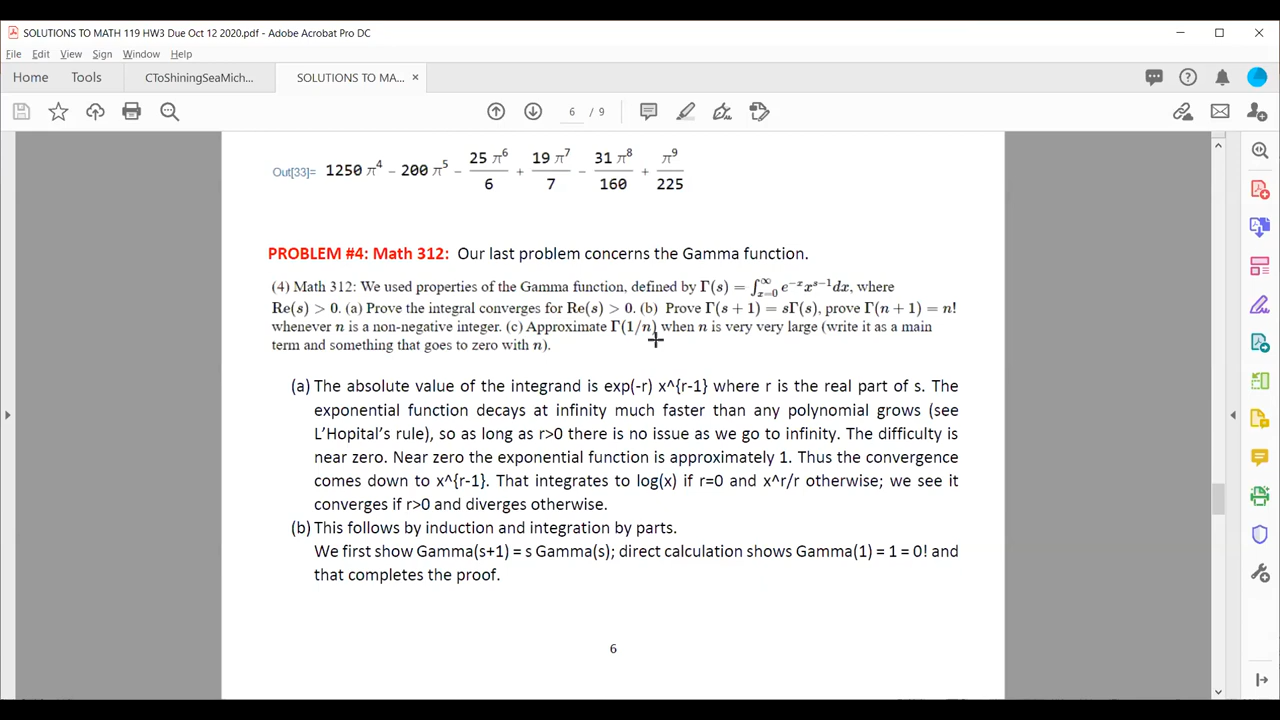 SOLUTIONS TO MATH 119 HW3 Due Oct 12 2020.pdf - Adobe Acrobat Pro DC
File Edit View Sign Window Help
Home Tools CToShiningSeaMich... SOLUTIONS TO MA... ×
6 / 9
Out[33]= 1250 π^4 − 200 π^5 − 25 π^6/6 + 19 π^7/7 − 31 π^8/160 + π^9/225
PROBLEM #4: Math 312: Our last problem concerns the Gamma function.
(4) Math 312: We used properties of the Gamma function, defined by Γ(s) = ∫_{x=0}^∞ e^{−x}x^{s−1}dx, where
Re(s) > 0. (a) Prove the integral converges for Re(s) > 0. (b) Prove Γ(s + 1) = sΓ(s), prove Γ(n + 1) = n!
whenever n is a non-negative integer. (c) Approximate Γ(1/n) when n is very very large (write it as a main
term and something that goes to zero with n).
(a) The absolute value of the integrand is exp(-r) x^{r-1} where r is the real part of s. The
exponential function decays at infinity much faster than any polynomial grows (see
L’Hopital’s rule), so as long as r>0 there is no issue as we go to infinity. The difficulty is
near zero. Near zero the exponential function is approximately 1. Thus the convergence
comes down to x^{r-1}. That integrates to log(x) if r=0 and x^r/r otherwise; we see it
converges if r>0 and diverges otherwise.
(b) This follows by induction and integration by parts.
We first show Gamma(s+1) = s Gamma(s); direct calculation shows Gamma(1) = 1 = 0! and
that completes the proof.
6